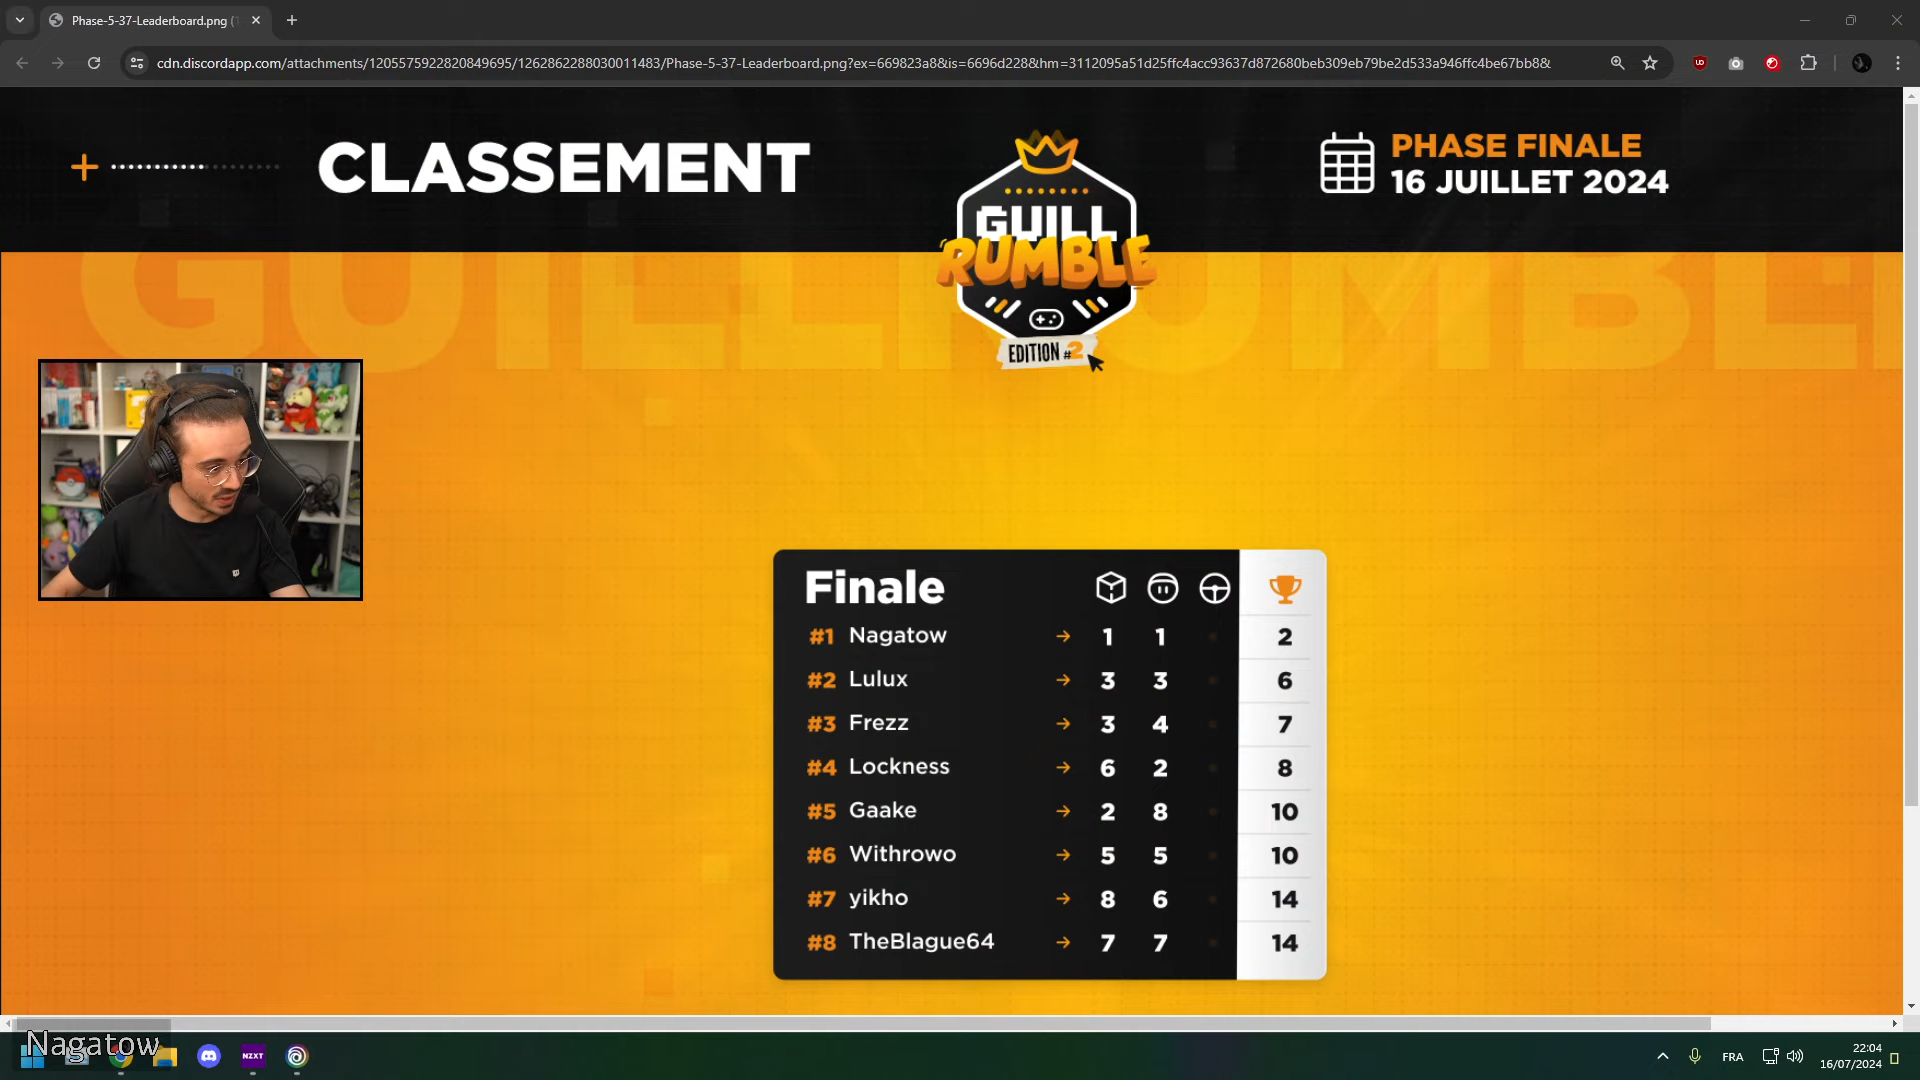 Phase-5-37-Leaderboard.png (
cdn.discordapp.com/attachments/1205575922820849695/1262862288030011483/Phase-5-37-Leaderboard.png?ex=669823a8&is=6696d228&hm=3112095a51d25ffc4acc93637d872680beb309eb79be2d533a946ffc4be67bb8&
CLASSEMENT
GUILL
RUMBLE
EDITION #2
PHASE FINALE
16 JUILLET 2024
GUILLRUMBLE
Finale
#1 Nagatow → 1 1 2
#2 Lulux → 3 3 6
#3 Frezz → 3 4 7
#4 Lockness → 6 2 8
#5 Gaake → 2 8 10
#6 Withrowo → 5 5 10
#7 yikho → 8 6 14
#8 TheBlague64 → 7 7 14
Nagatow
NZXT
FRA
22:04
16/07/2024